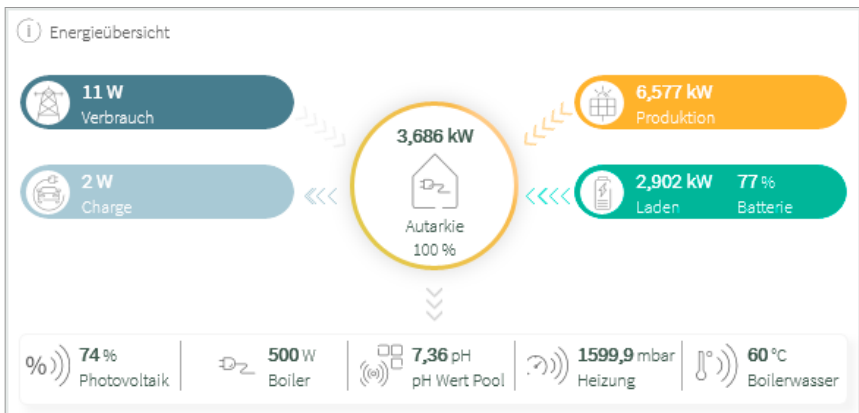 i Energieübersicht
11 W
Verbrauch
2 W
Charge
3,686 kW
Autarkie
100 %
6,577 kW
Produktion
2,902 kW 77 %
Laden Batterie
% 74 %
Photovoltaik
500 W
Boiler
7,36 pH
pH Wert Pool
1599,9 mbar
Heizung
60 °C
Boilerwasser